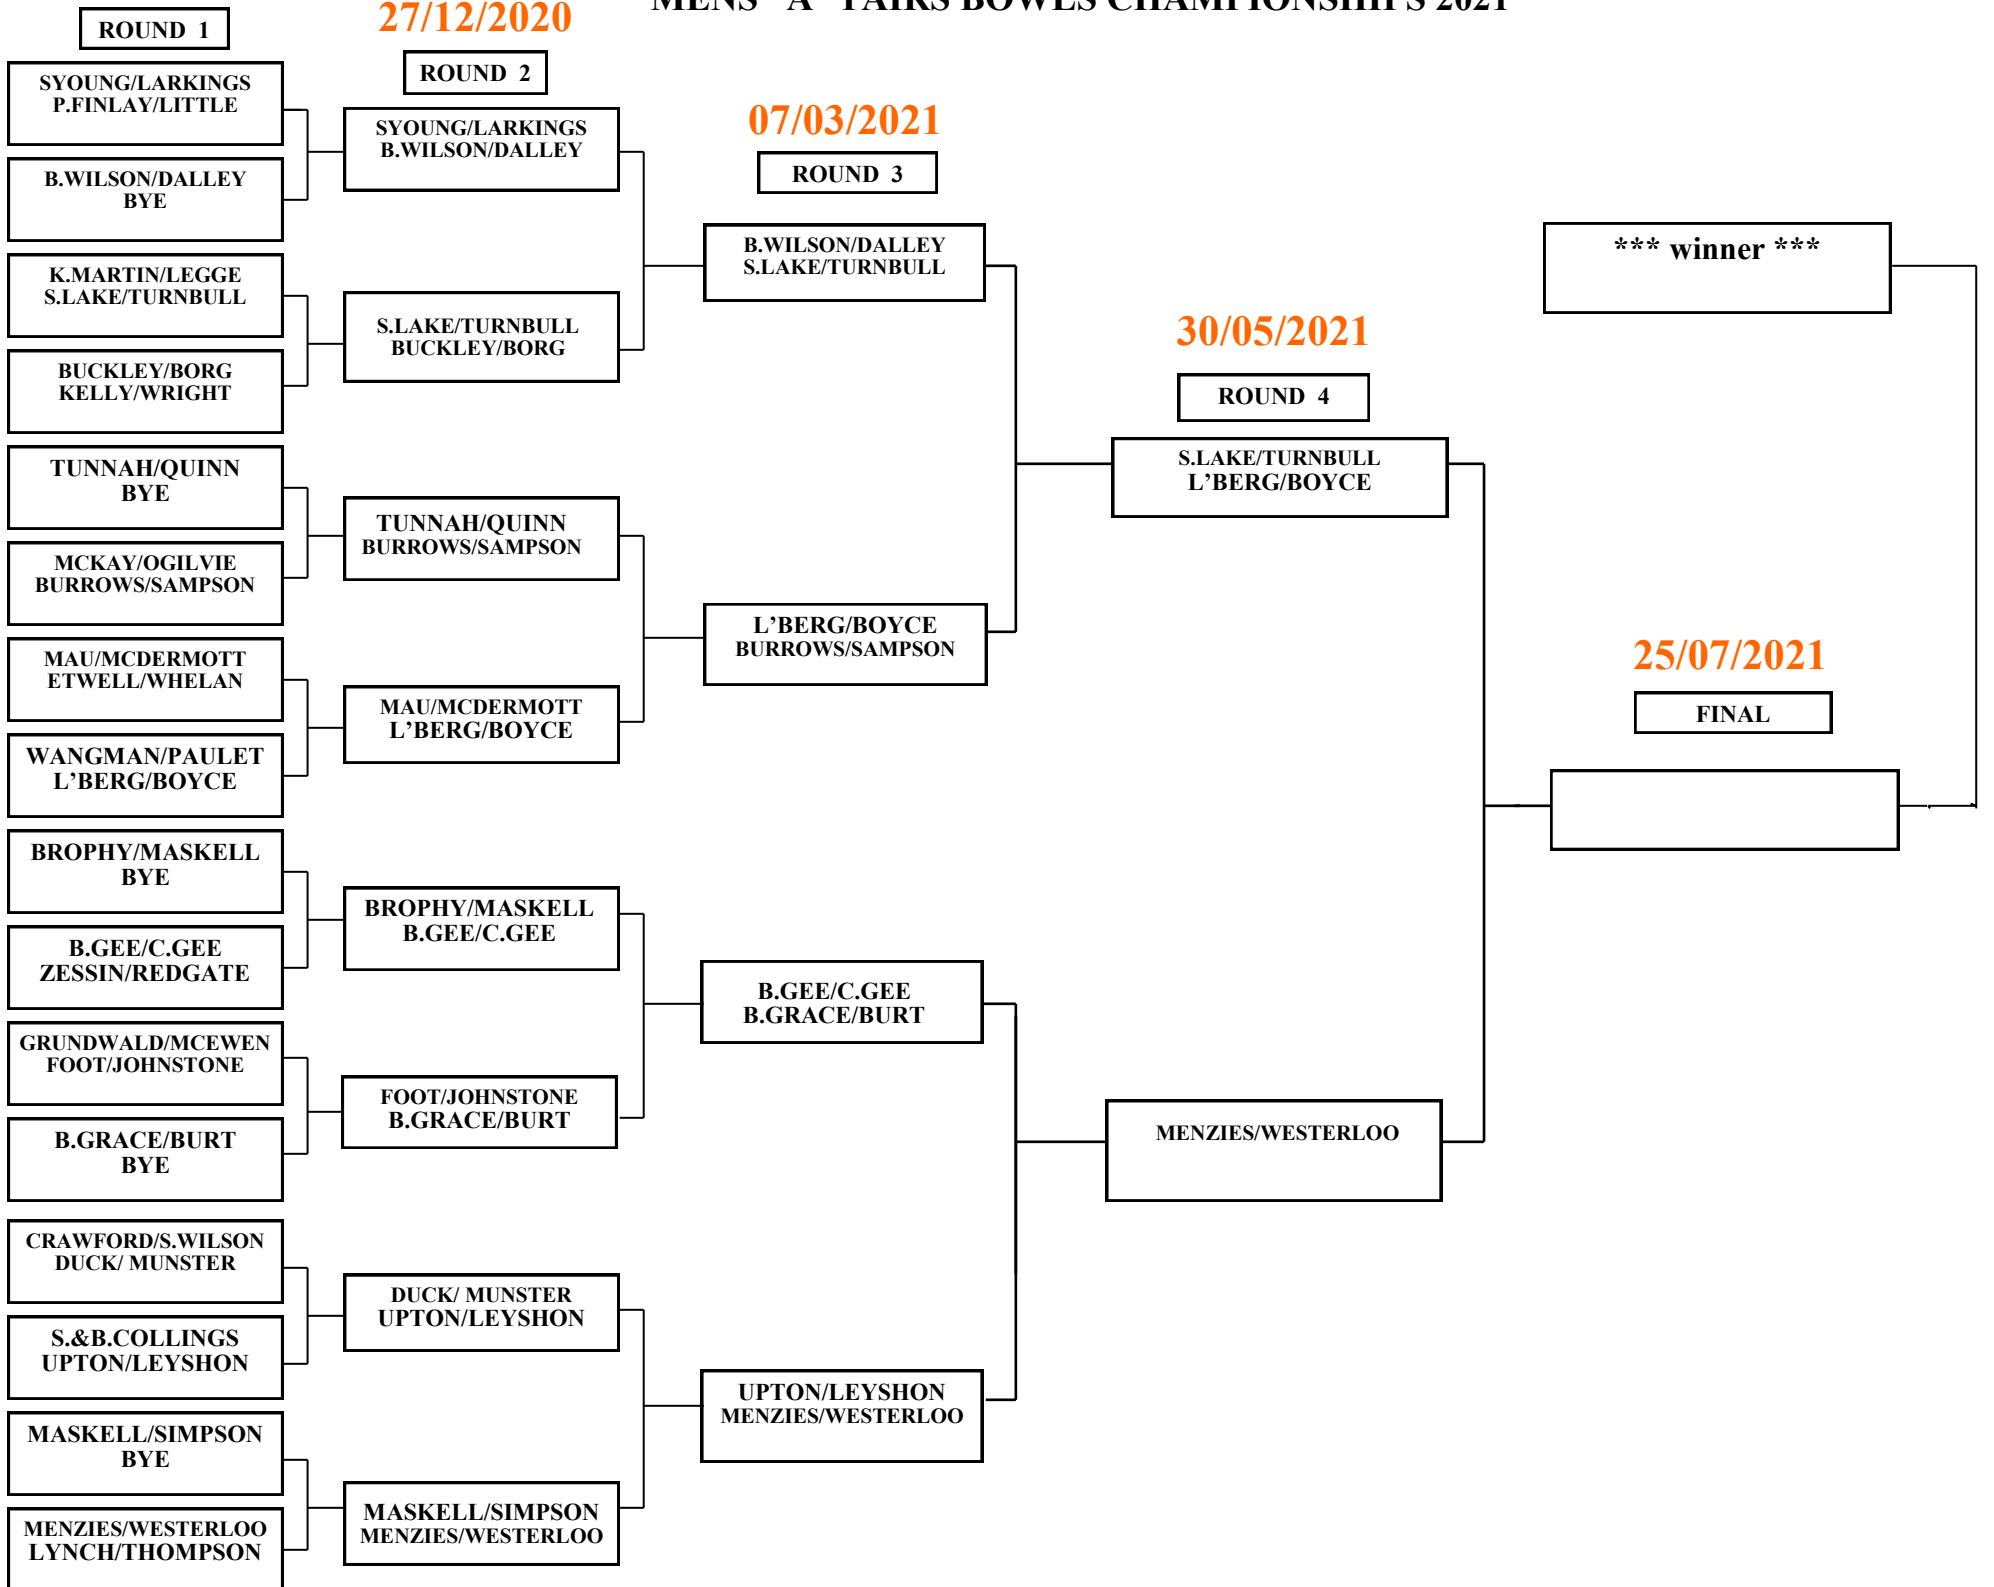 MENS "A" PAIRS BOWLS CHAMPIONSHIPS 2021
ROUND 1
SYOUNG/LARKINGS
P.FINLAY/LITTLE
B.WILSON/DALLEY
BYE
K.MARTIN/LEGGE
S.LAKE/TURNBULL
BUCKLEY/BORG
KELLY/WRIGHT
TUNNAH/QUINN
BYE
MCKAY/OGILVIE
BURROWS/SAMPSON
MAU/MCDERMOTT
ETWELL/WHELAN
WANGMAN/PAULET
L’BERG/BOYCE
BROPHY/MASKELL
BYE
B.GEE/C.GEE
ZESSIN/REDGATE
GRUNDWALD/MCEWEN
FOOT/JOHNSTONE
B.GRACE/BURT
BYE
CRAWFORD/S.WILSON
DUCK/ MUNSTER
S.&B.COLLINGS
UPTON/LEYSHON
MASKELL/SIMPSON
BYE
MENZIES/WESTERLOO
LYNCH/THOMPSON
27/12/2020
ROUND 2
SYOUNG/LARKINGS
B.WILSON/DALLEY
S.LAKE/TURNBULL
BUCKLEY/BORG
TUNNAH/QUINN
BURROWS/SAMPSON
MAU/MCDERMOTT
L’BERG/BOYCE
BROPHY/MASKELL
B.GEE/C.GEE
FOOT/JOHNSTONE
B.GRACE/BURT
DUCK/ MUNSTER
UPTON/LEYSHON
MASKELL/SIMPSON
MENZIES/WESTERLOO
07/03/2021
ROUND 3
B.WILSON/DALLEY
S.LAKE/TURNBULL
L’BERG/BOYCE
BURROWS/SAMPSON
B.GEE/C.GEE
B.GRACE/BURT
UPTON/LEYSHON
MENZIES/WESTERLOO
30/05/2021
ROUND 4
S.LAKE/TURNBULL
L’BERG/BOYCE
MENZIES/WESTERLOO
25/07/2021
FINAL
*** winner ***